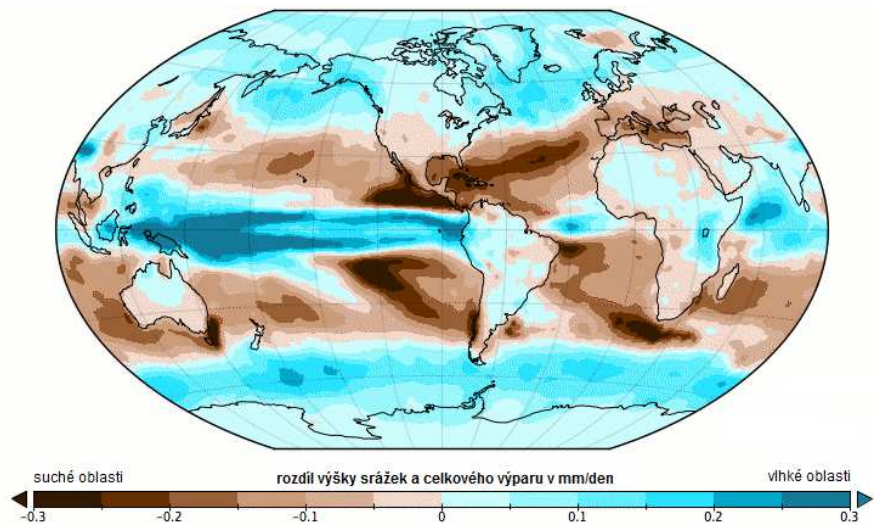 suché oblasti rozdíl výšky srážek a celkového výparu v mm/den vlhké oblasti
-0.3 -0.2 -0.1 0 0.1 0.2 0.3